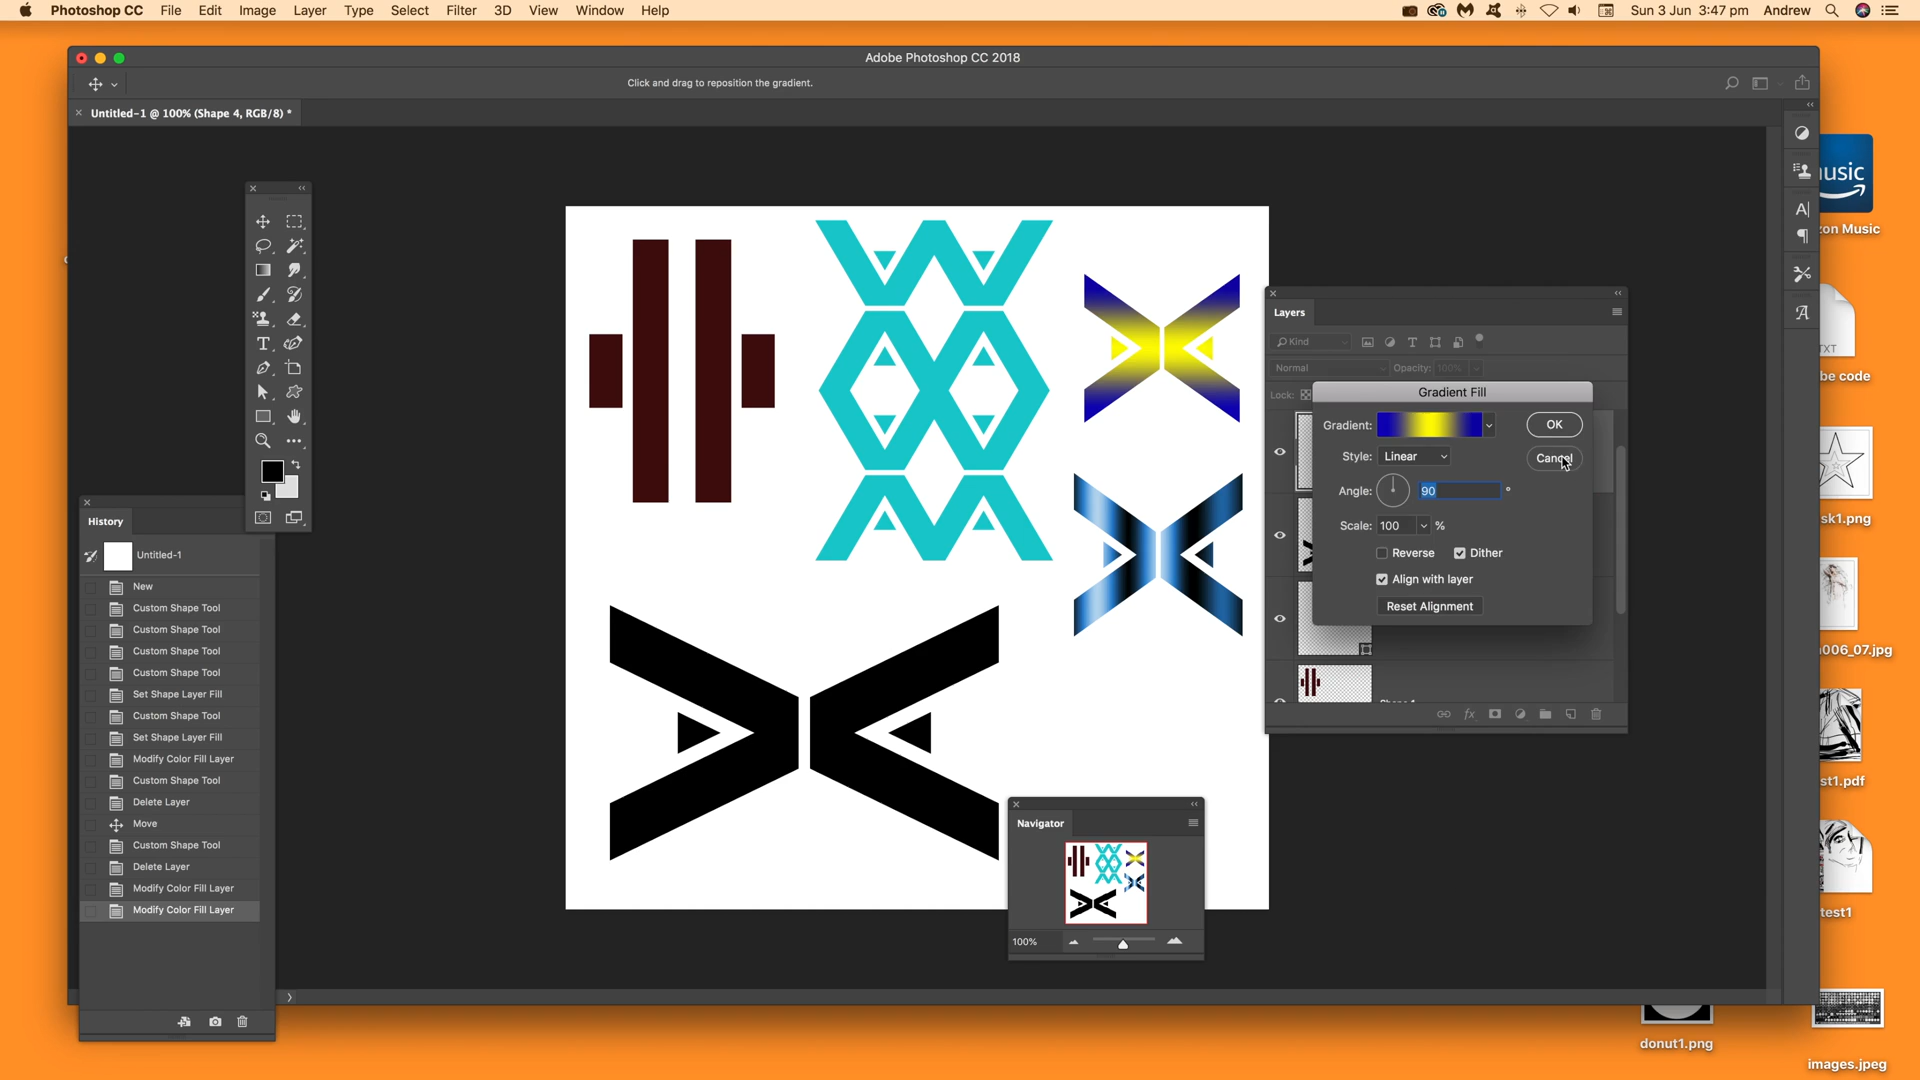 Photoshop CC File Edit Image Layer Type Select Filter 3D View Window Help
Sun 3 Jun 3:47 pm Andrew
Adobe Photoshop CC 2018
Click and drag to reposition the gradient.
Untitled-1 @ 100% (Shape 4, RGB/8) *
History
Untitled-1
New
Custom Shape Tool
Custom Shape Tool
Custom Shape Tool
Custom Shape Tool
Set Shape Layer Fill
Custom Shape Tool
Set Shape Layer Fill
Modify Color Fill Layer
Custom Shape Tool
Delete Layer
Move
Custom Shape Tool
Delete Layer
Modify Color Fill Layer
Modify Color Fill Layer
Layers
Kind
Normal Opacity: 100%
Lock:
Gradient Fill
Gradient: OK
Style: Linear Cancel
Angle: 90 °
Scale: 100 %
Reverse Dither
Align with layer
Reset Alignment
Navigator
100%
usic
zon Music
TXT
be code
sk1.png
006_07.jpg
st1.pdf
test1
donut1.png
images.jpeg